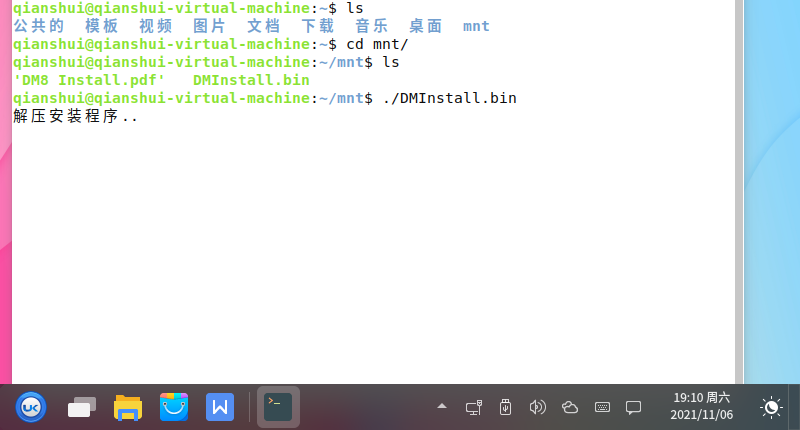 qianshui@qianshui-virtual-machine:~$ ls
公共的 模板 视频 图片 文档 下载 音乐 桌面 mnt
qianshui@qianshui-virtual-machine:~$ cd mnt/
qianshui@qianshui-virtual-machine:~/mnt$ ls
'DM8 Install.pdf' DMInstall.bin
qianshui@qianshui-virtual-machine:~/mnt$ ./DMInstall.bin
解压安装程序..
19:10 周六
2021/11/06